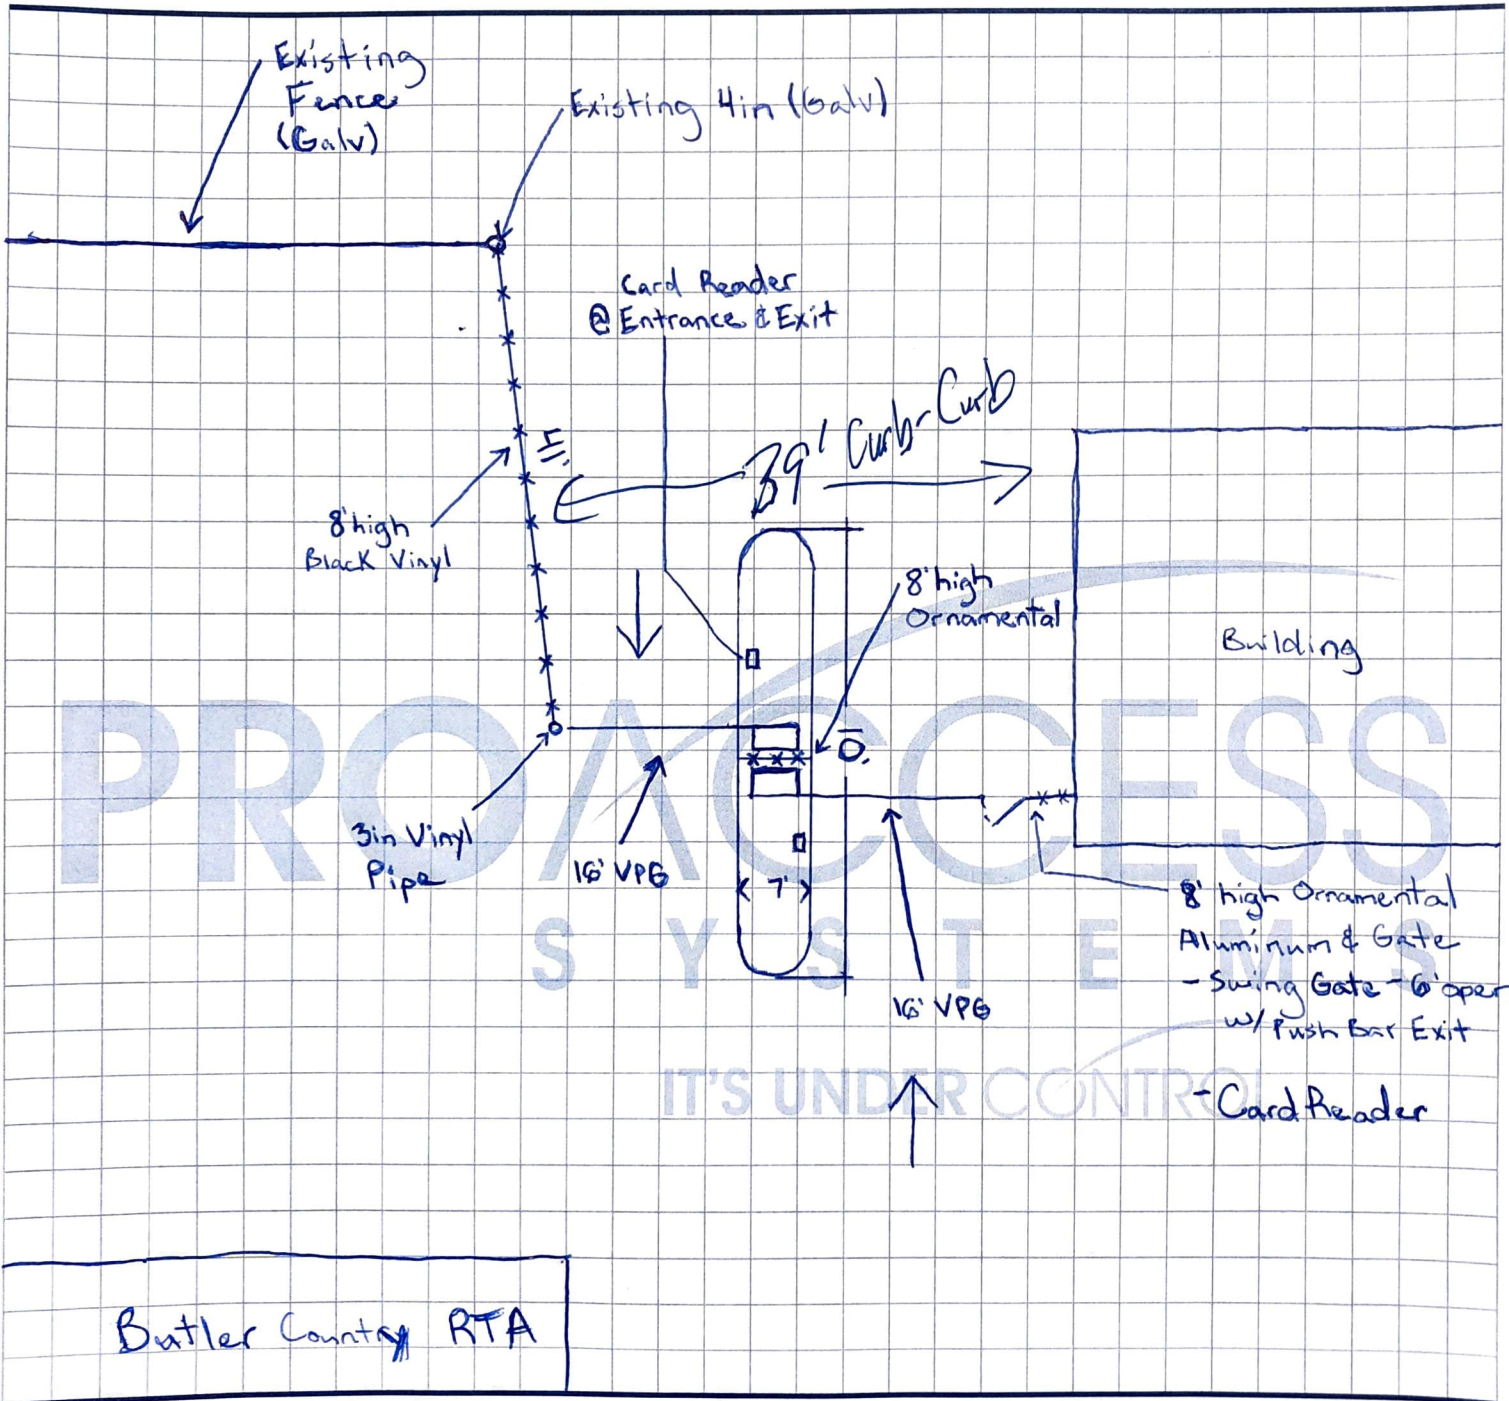 Existing
Fence
(Galv)
Existing 4in (Galv)
Card Reader
@ Entrance & Exit
39' Curb-Curb
8' high
Black Vinyl
8' high
Ornamental
Building
PROACCESS
SYSTEMS
IT'S UNDER CONTROL
3in Vinyl
Pipe
16' VPG
7'
16' VPG
8' high Ornamental
Aluminum & Gate
- Swing Gate - 6' oper
w/ Push Bar Exit
- Card Reader
Butler County RTA